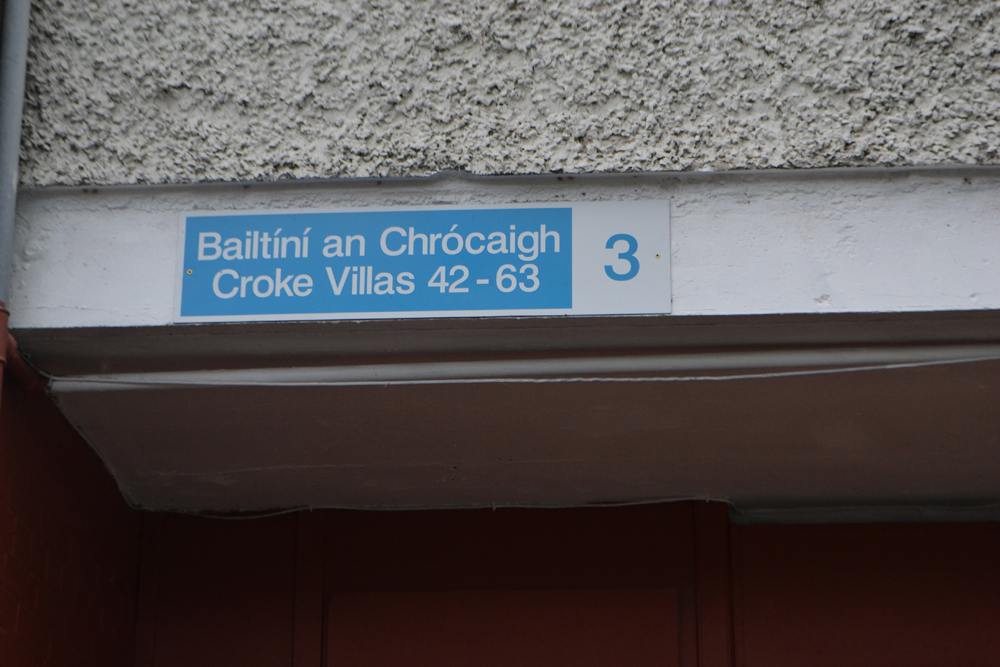 Bailtíní an Chrócaigh
Croke Villas 42-63
3